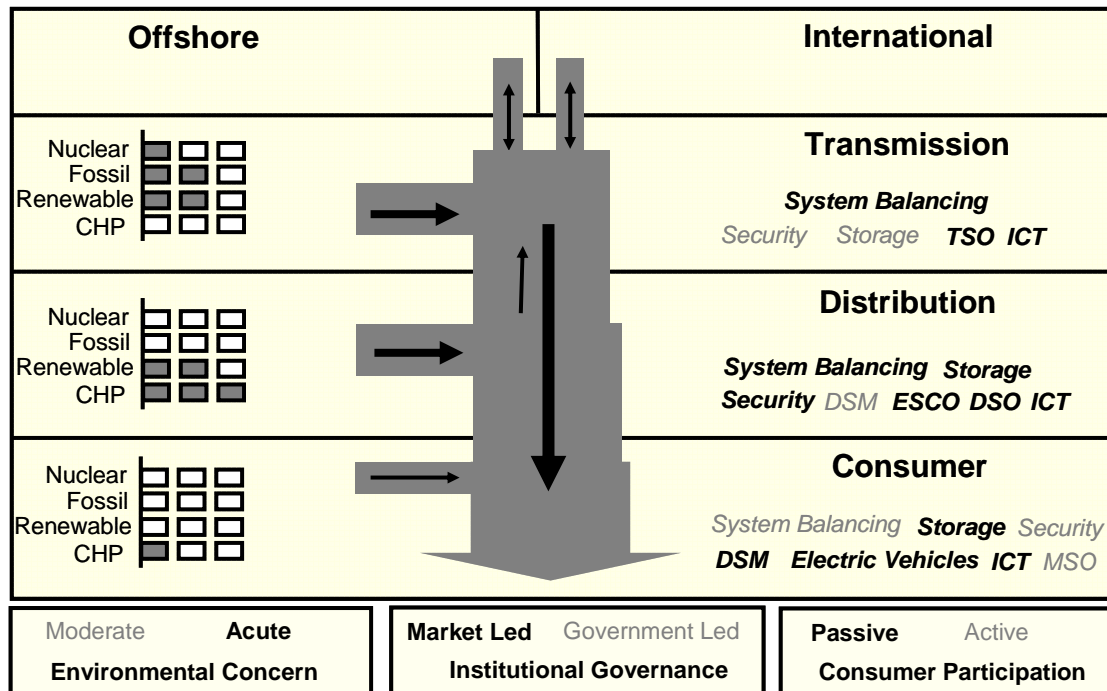 Offshore
International
Nuclear
Fossil
Renewable
CHP
Transmission
System Balancing
Security Storage TSO ICT
Nuclear
Fossil
Renewable
CHP
Distribution
System Balancing Storage
Security DSM ESCO DSO ICT
Nuclear
Fossil
Renewable
CHP
Consumer
System Balancing Storage Security
DSM Electric Vehicles ICT MSO
Moderate Acute
Environmental Concern
Market Led Government Led
Institutional Governance
Passive Active
Consumer Participation